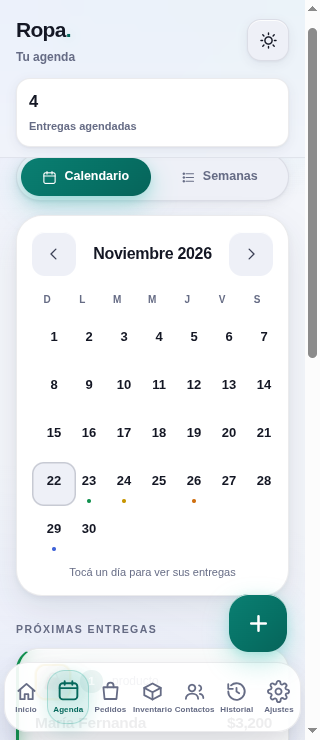 Ropa.
Tu agenda
4
Entregas agendadas
Calendario Semanas
Noviembre 2026
D L M M J V S
1 2 3 4 5 6 7
8 9 10 11 12 13 14
15 16 17 18 19 20 21
22 23 24 25 26 27 28
29 30
Tocá un día para ver sus entregas
PRÓXIMAS ENTREGAS
María Fernanda $3,200
Inicio Agenda Pedidos Inventario Contactos Historial Ajustes